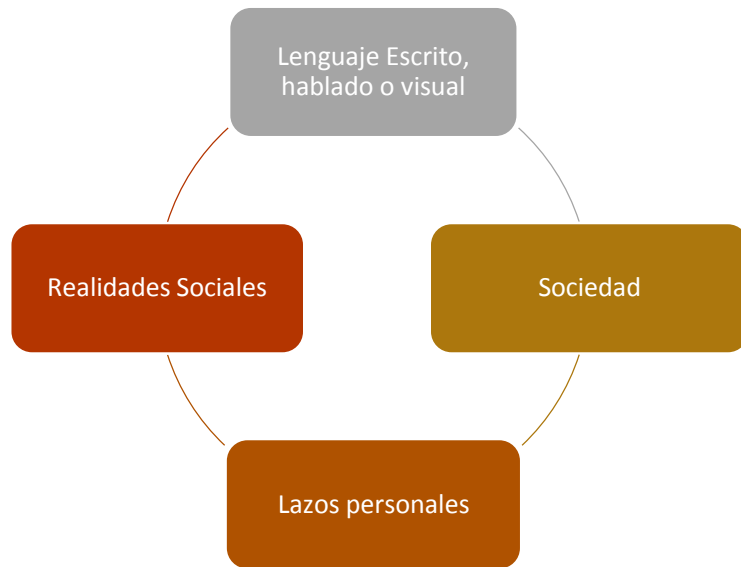 Lenguaje Escrito,
hablado o visual
Realidades Sociales
Sociedad
Lazos personales